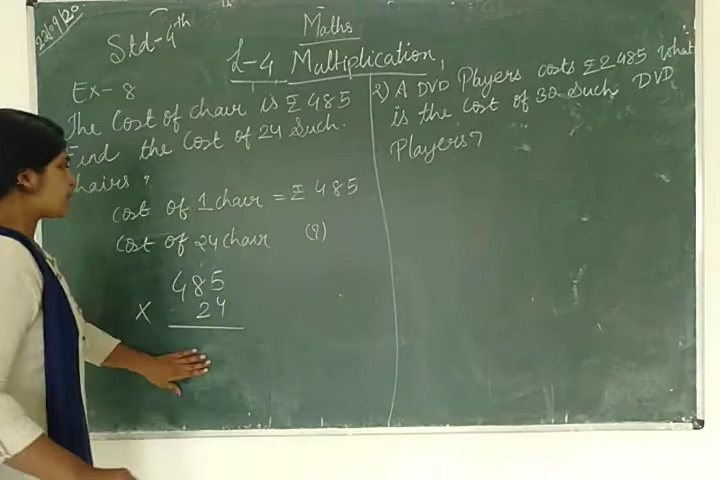 22/09/20
Maths
Std-4th
L-4 Multiplication,
Ex-8
The Cost of chair is ₹ 485
Find the Cost of 24 Such
hairs?
Cost of 1 chair = ₹ 485
Cost of 24 chair (?)
485
X 24
2) A DVD Players costs ₹ 2485 what
is the cost of 32 such DVD
Players?